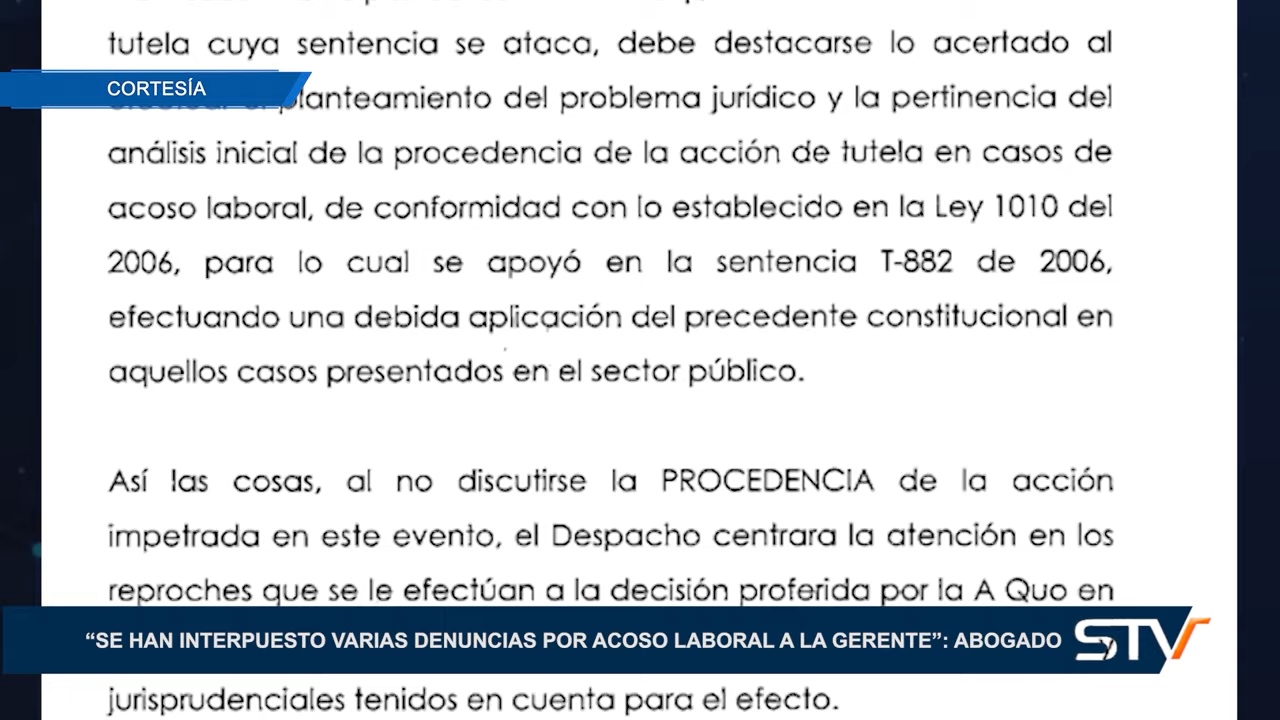 tutela cuya sentencia se ataca, debe destacarse lo acertado al
CORTESÍA
planteamiento del problema jurídico y la pertinencia del
análisis inicial de la procedencia de la acción de tutela en casos de
acoso laboral, de conformidad con lo establecido en la Ley 1010 del
2006, para lo cual se apoyó en la sentencia T-882 de 2006,
efectuando una debida aplicación del precedente constitucional en
aquellos casos presentados en el sector público.
Así las cosas, al no discutirse la PROCEDENCIA de la acción
impetrada en este evento, el Despacho centrara la atención en los
reproches que se le efectúan a la decisión proferida por la A Quo en
“SE HAN INTERPUESTO VARIAS DENUNCIAS POR ACOSO LABORAL A LA GERENTE”: ABOGADO
STV
jurisprudenciales tenidos en cuenta para el efecto.